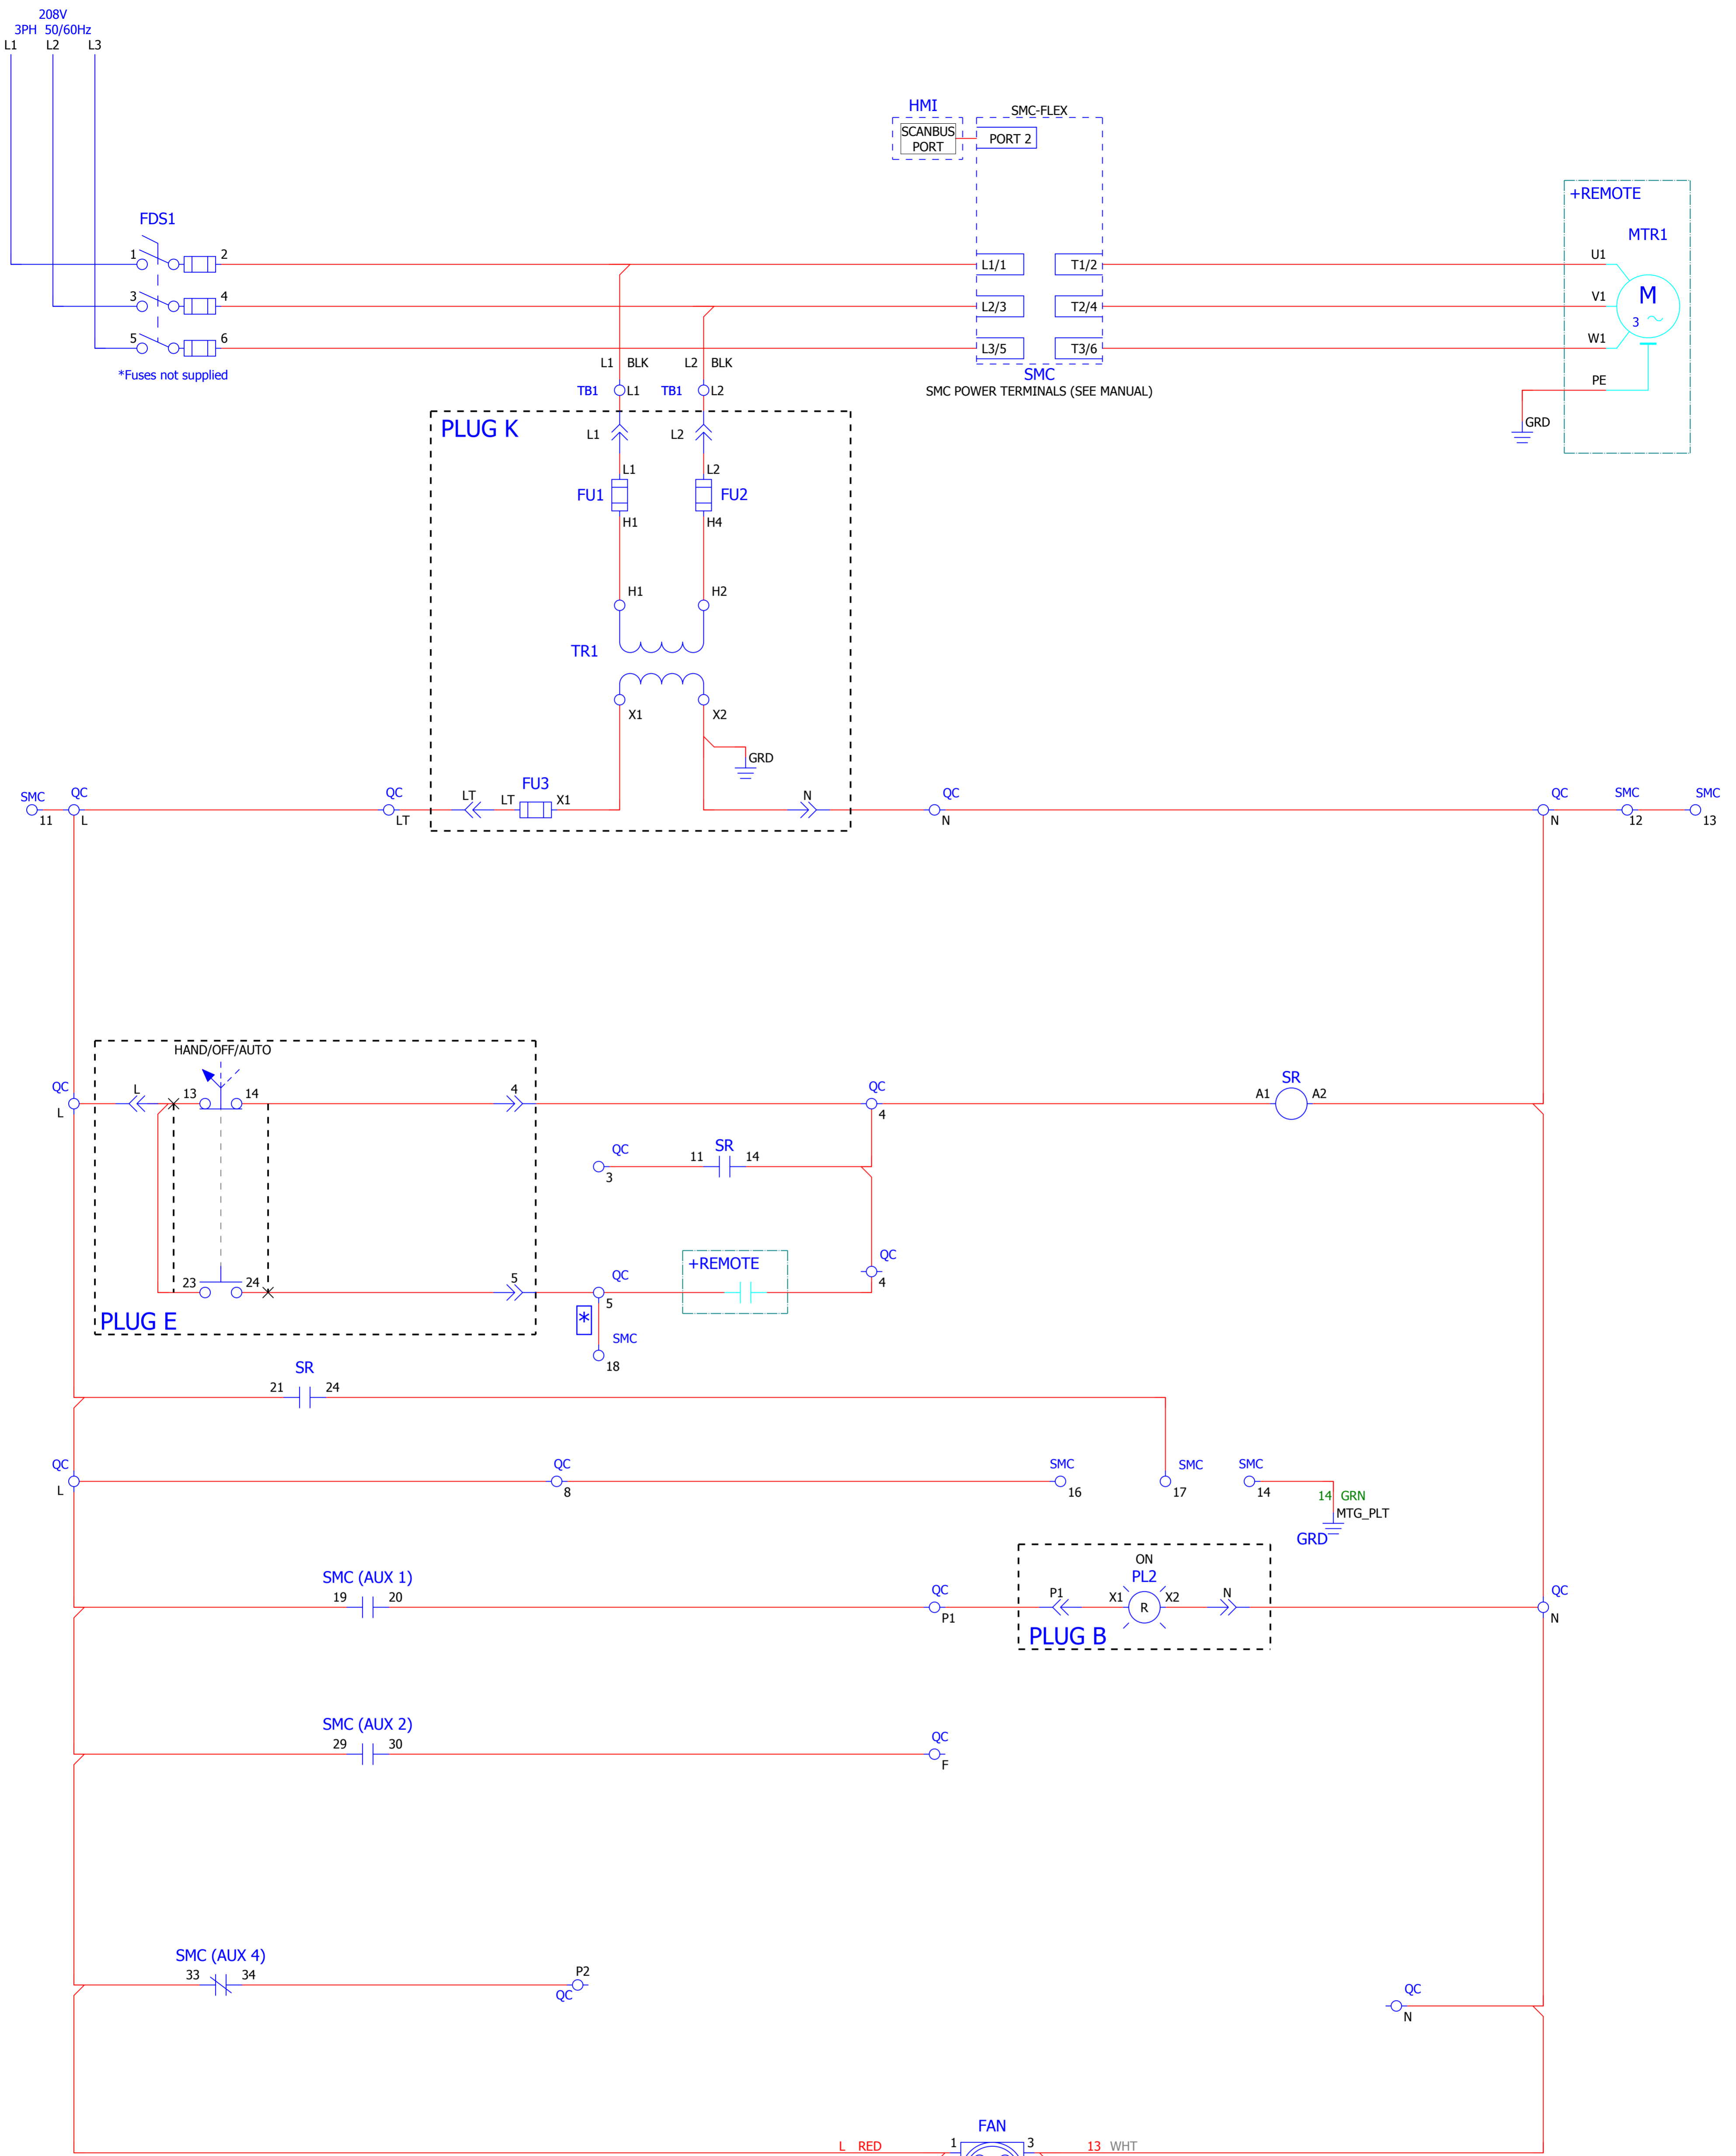 208V
3PH 50/60Hz
L1 L2 L3
HMI
SMC-FLEX
SCANBUS
PORT
PORT 2
+REMOTE
FDS1
MTR1
1 2
L1/1 T1/2
U1
3 4
L2/3 T2/4
V1
M
3
5 6
L3/5 T3/6
W1
*Fuses not supplied
L1 BLK L2 BLK
SMC
PE
TB1 L1 TB1 L2
SMC POWER TERMINALS (SEE MANUAL)
GRD
PLUG K
L1 L2
L1 L2
FU1 FU2
H1 H4
H1 H2
TR1
X1 X2
GRD
FU3
SMC QC QC LT LT X1 N QC QC SMC SMC
11 L LT N N 12 13
HAND/OFF/AUTO
QC L 13 14 4 QC SR
L 4 A1 A2
QC 11 SR 14
3
+REMOTE QC
23 24 5 QC 4
5
PLUG E
*
SMC
18
SR
21 24
QC QC SMC SMC SMC
L 8 16 17 14
14 GRN
MTG_PLT
GRD
ON
SMC (AUX 1) PL2
19 20 QC P1 X1 R X2 N QC
P1 N
PLUG B
SMC (AUX 2)
29 30 QC
F
SMC (AUX 4)
33 34 P2
QC
QC
N
FAN
L RED 1 3 13 WHT